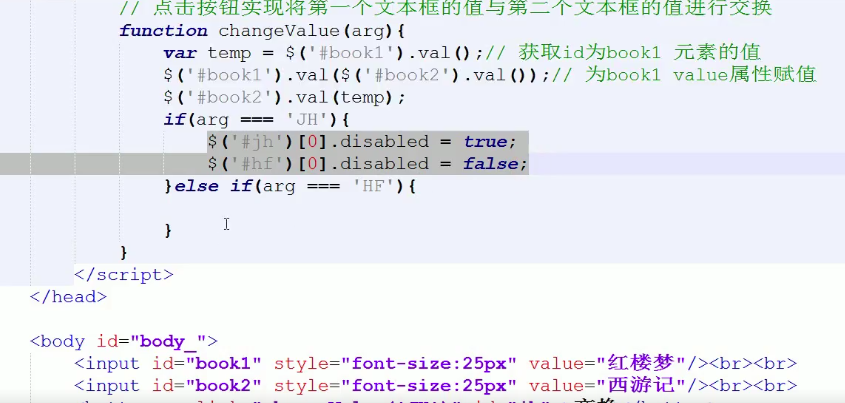 // 点击按钮实现将第一个文本框的值与第二个文本框的值进行交换
function changeValue(arg){
var temp = $('#book1').val();// 获取id为book1 元素的值
$('#book1').val($('#book2').val());// 为book1 value属性赋值
$('#book2').val(temp);
if(arg === 'JH'){
$('#jh')[0].disabled = true;
$('#hf')[0].disabled = false;
}else if(arg === 'HF'){
}
}
</script>
</head>
<body id="body_">
<input id="book1" style="font-size:25px" value="红楼梦"/><br><br>
<input id="book2" style="font-size:25px" value="西游记"/><br><br>